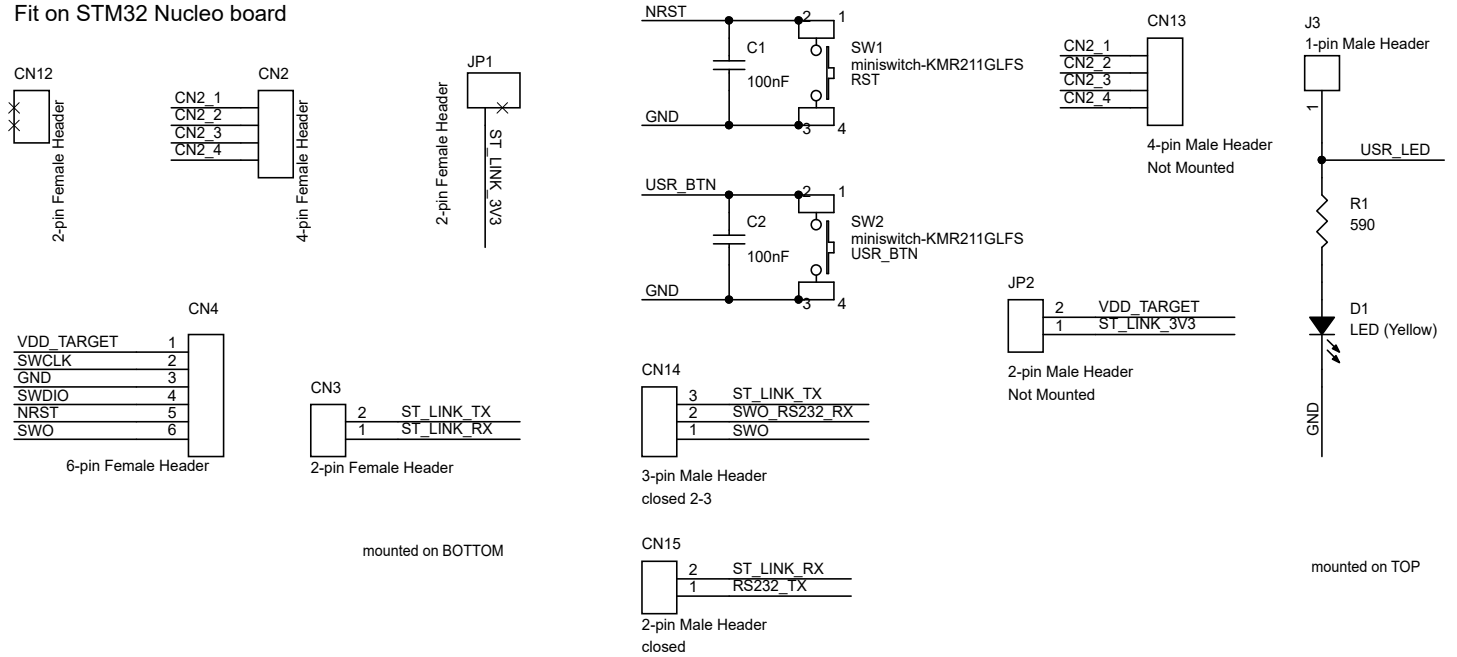 Fit on STM32 Nucleo board
CN12
2-pin Female Header
CN2
CN2_1
CN2_2
CN2_3
CN2_4
4-pin Female Header
JP1
2-pin Female Header
ST_LINK_3V3
NRST
2
1
C1
100nF
SW1
miniswitch-KMR211GLFS
RST
GND
3
4
USR_BTN
2
1
C2
100nF
SW2
miniswitch-KMR211GLFS
USR_BTN
GND
3
4
CN13
CN2_1
CN2_2
CN2_3
CN2_4
4-pin Male Header
Not Mounted
J3
1-pin Male Header
1
USR_LED
R1
590
D1
LED (Yellow)
GND
JP2
2 VDD_TARGET
1 ST_LINK_3V3
2-pin Male Header
Not Mounted
CN4
VDD_TARGET 1
SWCLK 2
GND 3
SWDIO 4
NRST 5
SWO 6
6-pin Female Header
CN3
2 ST_LINK_TX
1 ST_LINK_RX
2-pin Female Header
CN14
3 ST_LINK_TX
2 SWO_RS232_RX
1 SWO
3-pin Male Header
closed 2-3
mounted on BOTTOM
CN15
2 ST_LINK_RX
1 RS232_TX
2-pin Male Header
closed
mounted on TOP